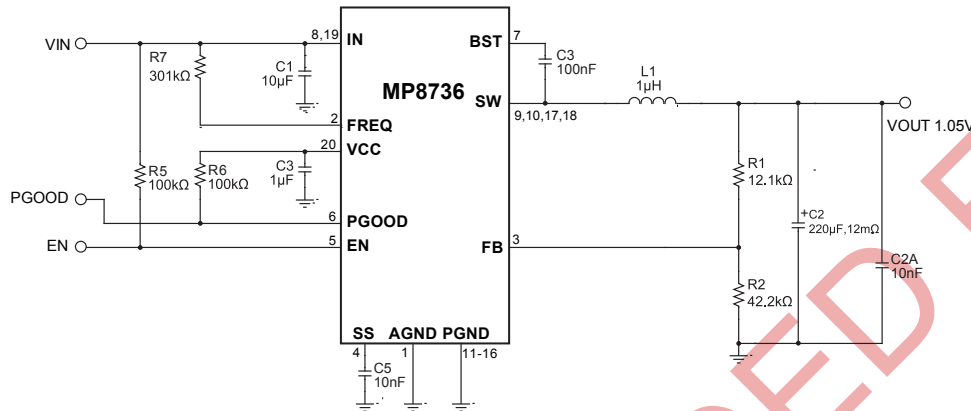 VIN
8,19
IN
R7
301kΩ
C1
10µF
MP8736
BST
7
C3
100nF
L1
1µH
SW
9,10,17,18
VOUT 1.05V
2
FREQ
20
VCC
R5
100kΩ
R6
100kΩ
C3
1µF
R1
12.1kΩ
PGOOD
6
PGOOD
EN
5
EN
FB
3
+C2
220µF,12mΩ
C2A
10nF
R2
42.2kΩ
SS
AGND
PGND
4
1
11-16
C5
10nF